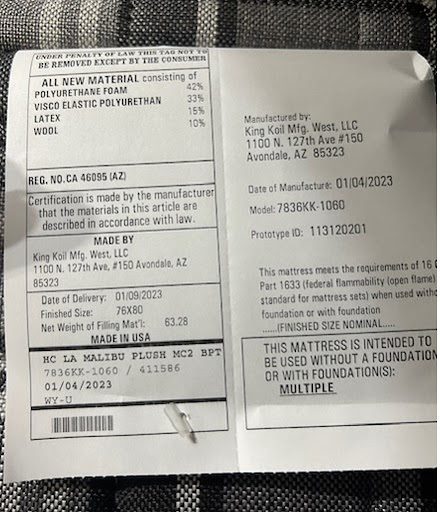 UNDER PENALTY OF LAW THIS TAG NOT TO
BE REMOVED EXCEPT BY THE CONSUMER
ALL NEW MATERIAL consisting of
POLYURETHANE FOAM 42%
VISCO ELASTIC POLYURETHAN 33%
LATEX 15%
WOOL 10%
REG. NO.CA 46095 (AZ)
Certification is made by the manufacturer
that the materials in this article are
described in accordance with law.
MADE BY
King Koil Mfg. West, LLC
1100 N. 127th Ave, #150 Avondale, AZ
85323
Date of Delivery: 01/09/2023
Finished Size: 76X80
Net Weight of Filling Mat'l: 63.28
MADE IN USA
HC LA MALIBU PLUSH MC2 BPT
7836KK-1060 / 411586
01/04/2023
WY-U
Manufactured by:
King Koil Mfg. West, LLC
1100 N. 127th Ave #150
Avondale, AZ 85323
Date of Manufacture: 01/04/2023
Model: 7836KK-1060
Prototype ID: 113120201
This mattress meets the requirements of 16
Part 1633 (federal flammability (open flame)
standard for mattress sets) when used
foundation or with foundation
.....(FINISHED SIZE NOMINAL.....
THIS MATTRESS IS INTENDED TO
BE USED WITHOUT A FOUNDATION
OR WITH FOUNDATION(S):
MULTIPLE